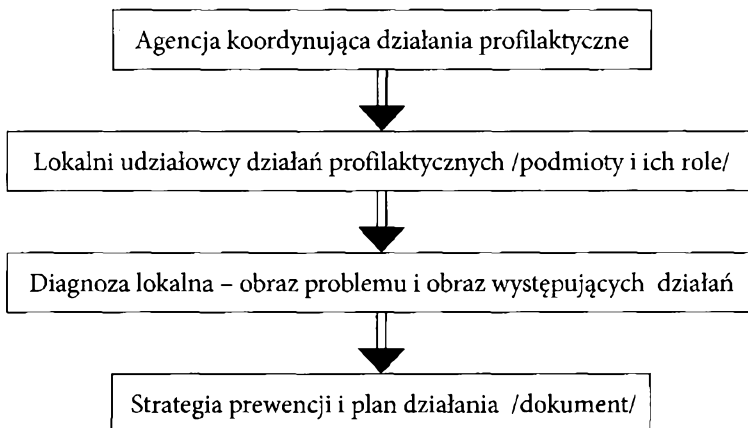 Agencja koordynująca działania profilaktyczne
Lokalni udziałowcy działań profilaktycznych /podmioty i ich role/
Diagnoza lokalna – obraz problemu i obraz występujących działań
Strategia prewencji i plan działania /dokument/